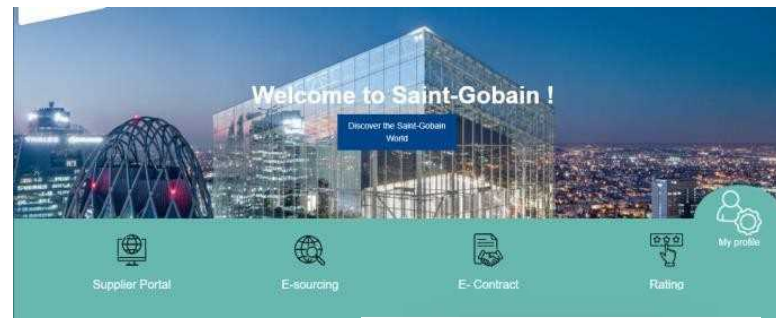 Welcome to Saint-Gobain !
Discover the Saint-Gobain
World
My profile
Supplier Portal
E-sourcing
E- Contract
Rating